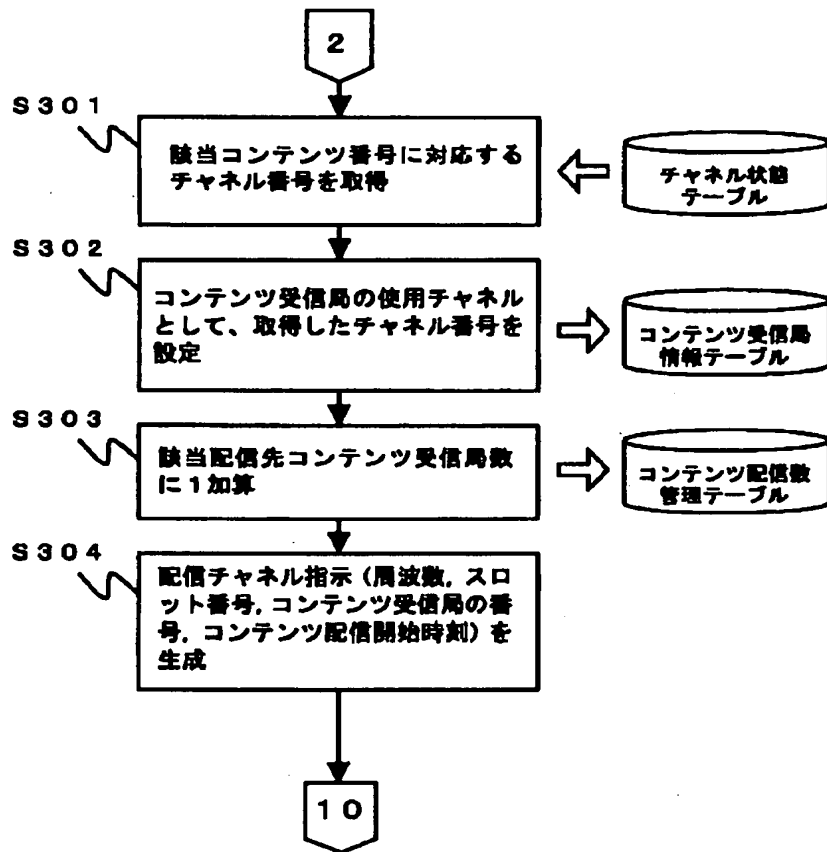 2
S301
該当コンテンツ番号に対応する
チャネル番号を取得
チャネル状態
テーブル
S302
コンテンツ受信局の使用チャネル
として、取得したチャネル番号を
設定
コンテンツ受信局
情報テーブル
S303
該当配信先コンテンツ受信局数
に1加算
コンテンツ配信数
管理テーブル
S304
配信チャネル指示(周波数, スロ
ット番号, コンテンツ受信局の番
号, コンテンツ配信開始時刻)を
生成
10